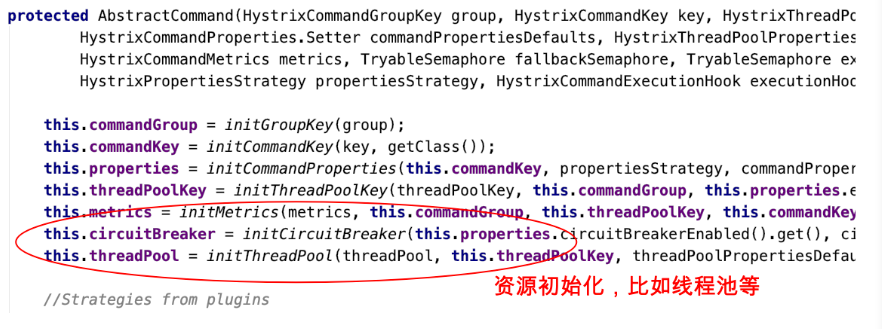 protected AbstractCommand(HystrixCommandGroupKey group, HystrixCommandKey key, HystrixThreadPo
HystrixCommandProperties.Setter commandPropertiesDefaults, HystrixThreadPoolProperties
HystrixCommandMetrics metrics, TryableSemaphore fallbackSemaphore, TryableSemaphore ex
HystrixPropertiesStrategy propertiesStrategy, HystrixCommandExecutionHook executionHoo
this.commandGroup = initGroupKey(group);
this.commandKey = initCommandKey(key, getClass());
this.properties = initCommandProperties(this.commandKey, propertiesStrategy, commandProper
this.threadPoolKey = initThreadPoolKey(threadPoolKey, this.commandGroup, this.properties.e
this.metrics = initMetrics(metrics, this.commandGroup, this.threadPoolKey, this.commandKey
this.circuitBreaker = initCircuitBreaker(this.properties.circuitBreakerEnabled().get(), ci
this.threadPool = initThreadPool(threadPool, this.threadPoolKey, threadPoolPropertiesDefau
资源初始化，比如线程池等
//Strategies from plugins